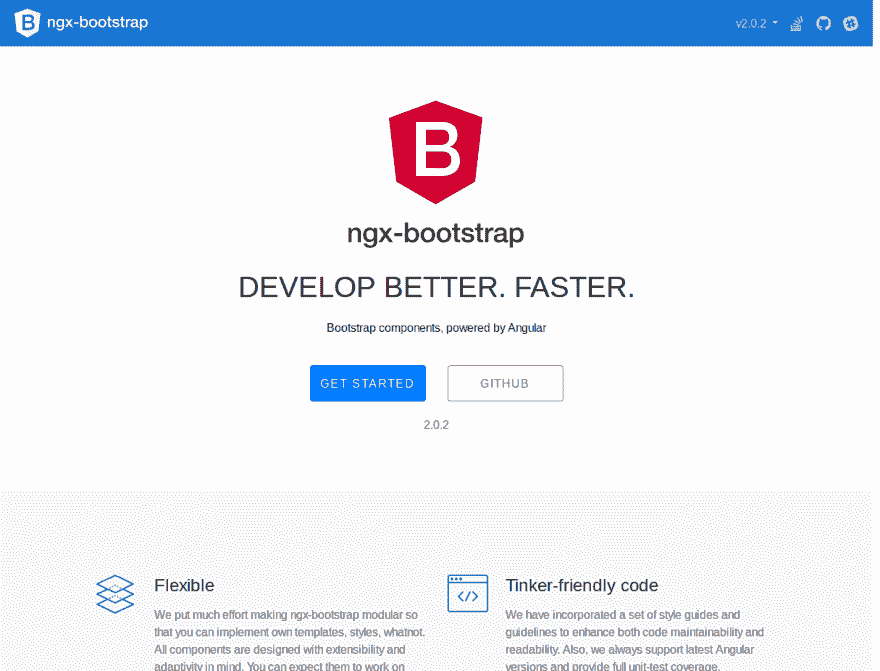 B ngx-bootstrap v2.0.2
B
ngx-bootstrap
DEVELOP BETTER. FASTER.
Bootstrap components, powered by Angular
GET STARTED GITHUB
2.0.2
Flexible
We put much effort making ngx-bootstrap modular so
that you can implement own templates, styles, whatnot.
All components are designed with extensibility and
adaptivity in mind. You can expect them to work on
Tinker-friendly code
We have incorporated a set of style guides and
guidelines to enhance both code maintainability and
readability. Also, we always support latest Angular
versions and provide full unit-test coverage.